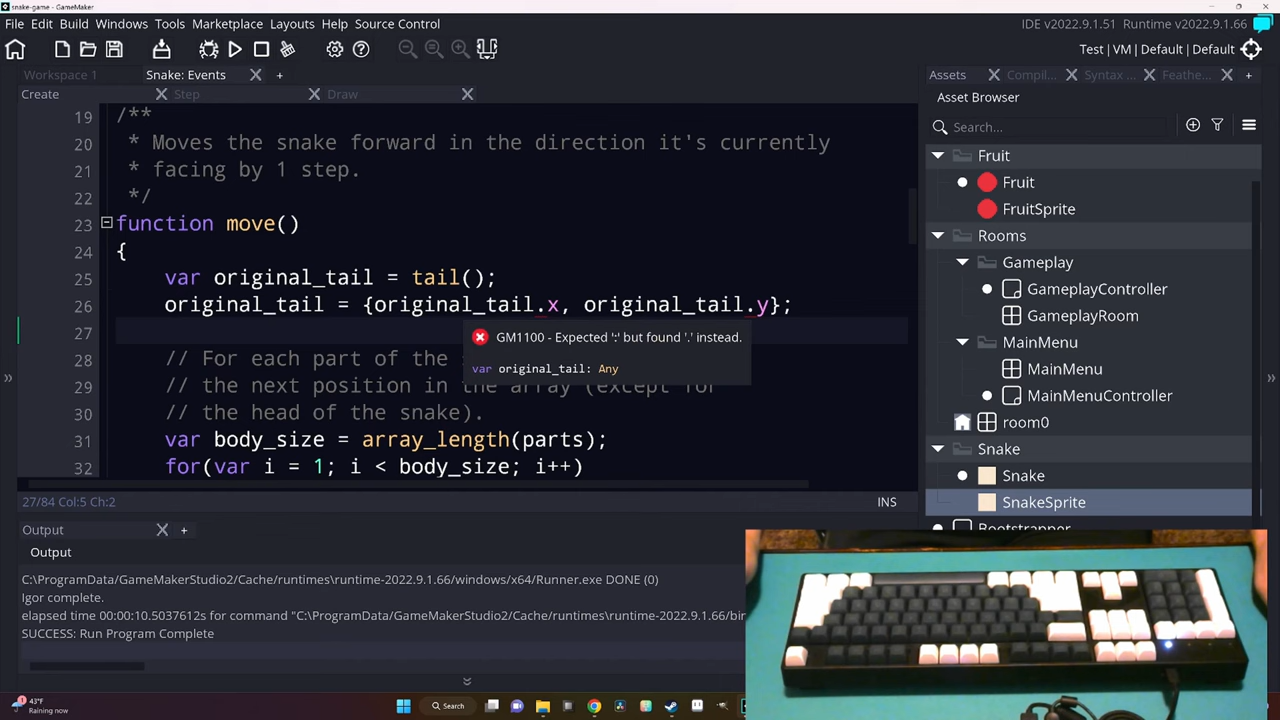 snake-game - GameMaker
File Edit Build Windows Tools Marketplace Layouts Help Source Control
IDE v2022.9.1.51 Runtime v2022.9.1.66
Test | VM | Default | Default
Workspace 1
Snake: Events
Create
Step
Draw
19 /**
20 * Moves the snake forward in the direction it's currently
21 * facing by 1 step.
22 */
23 function move()
24 {
25 var original_tail = tail();
26 original_tail = {original_tail.x, original_tail.y};
27
GM1100 - Expected ':' but found '.' instead.
var original_tail: Any
28 // For each part of the
29 // the next position in the array (except for
30 // the head of the snake).
31 var body_size = array_length(parts);
32 for(var i = 1; i < body_size; i++)
27/84 Col:5 Ch:2
INS
Output
Output
C:\ProgramData/GameMakerStudio2/Cache/runtimes\runtime-2022.9.1.66/windows/x64/Runner.exe DONE (0)
Igor complete.
elapsed time 00:00:10.5037612s for command "C:\ProgramData/GameMakerStudio2/Cache/runtimes\runtime-2022.9.1.66/bin
SUCCESS: Run Program Complete
Assets
Compil...
Syntax ...
Feathe...
Asset Browser
Search...
Fruit
Fruit
FruitSprite
Rooms
Gameplay
GameplayController
GameplayRoom
MainMenu
MainMenu
MainMenuController
room0
Snake
Snake
SnakeSprite
Bootstrapper
43°F
Raining now
Search